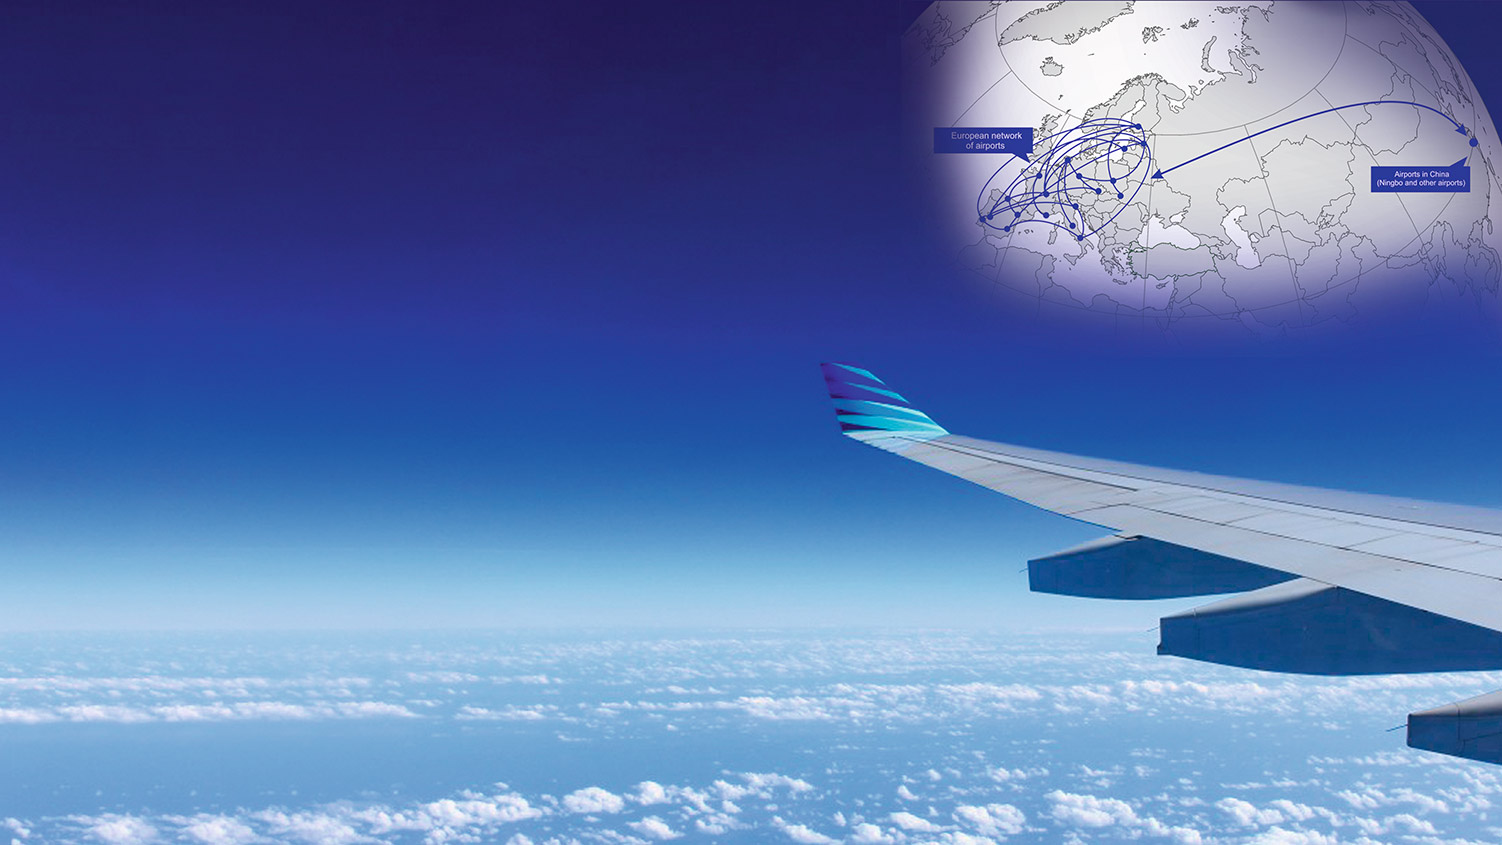 European network
of airports
Airports in China
(Ningbo and other airports)